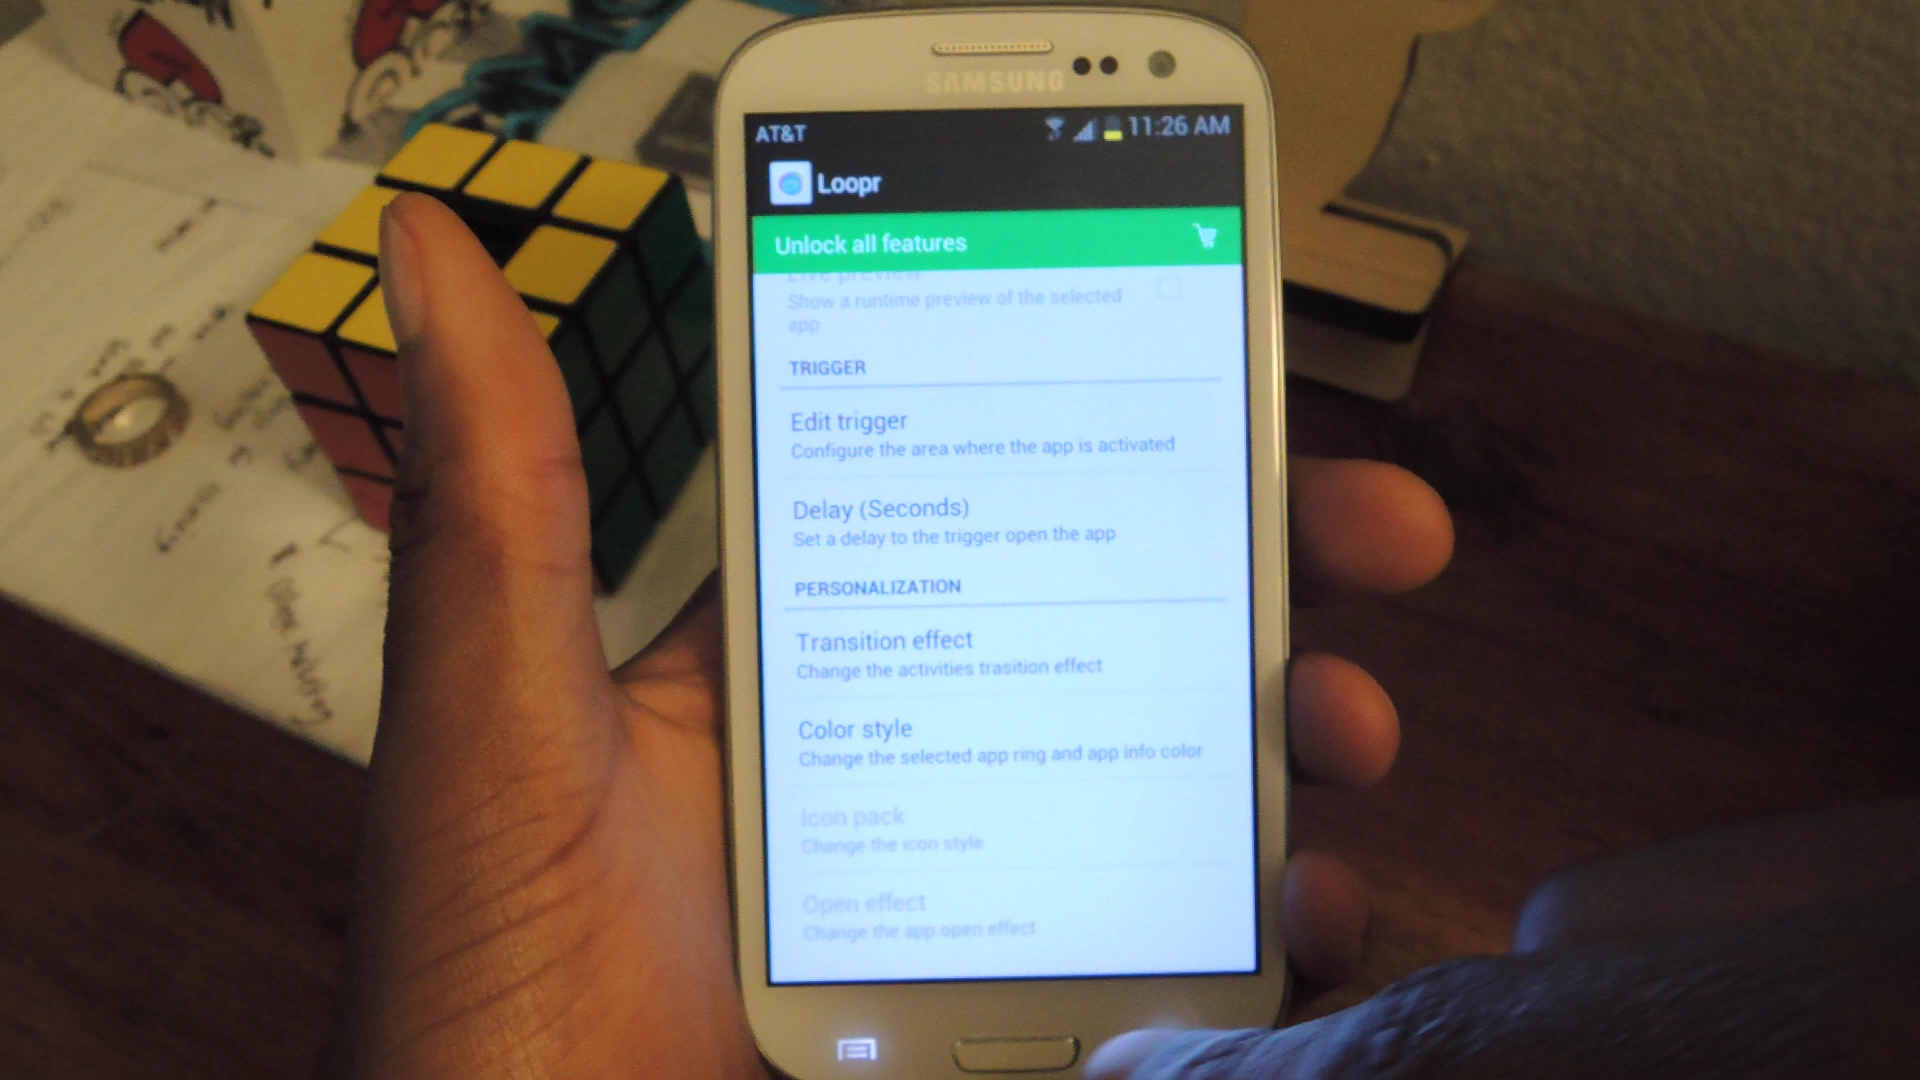 SAMSUNG
AT&T
11:26 AM
Loopr
Unlock all features
Live preview
Show a runtime preview of the selected
app
TRIGGER
Edit trigger
Configure the area where the app is activated
Delay (Seconds)
Set a delay to the trigger open the app
PERSONALIZATION
Transition effect
Change the activities trasition effect
Color style
Change the selected app ring and app info color
Icon pack
Change the icon style
Open effect
Change the app open effect